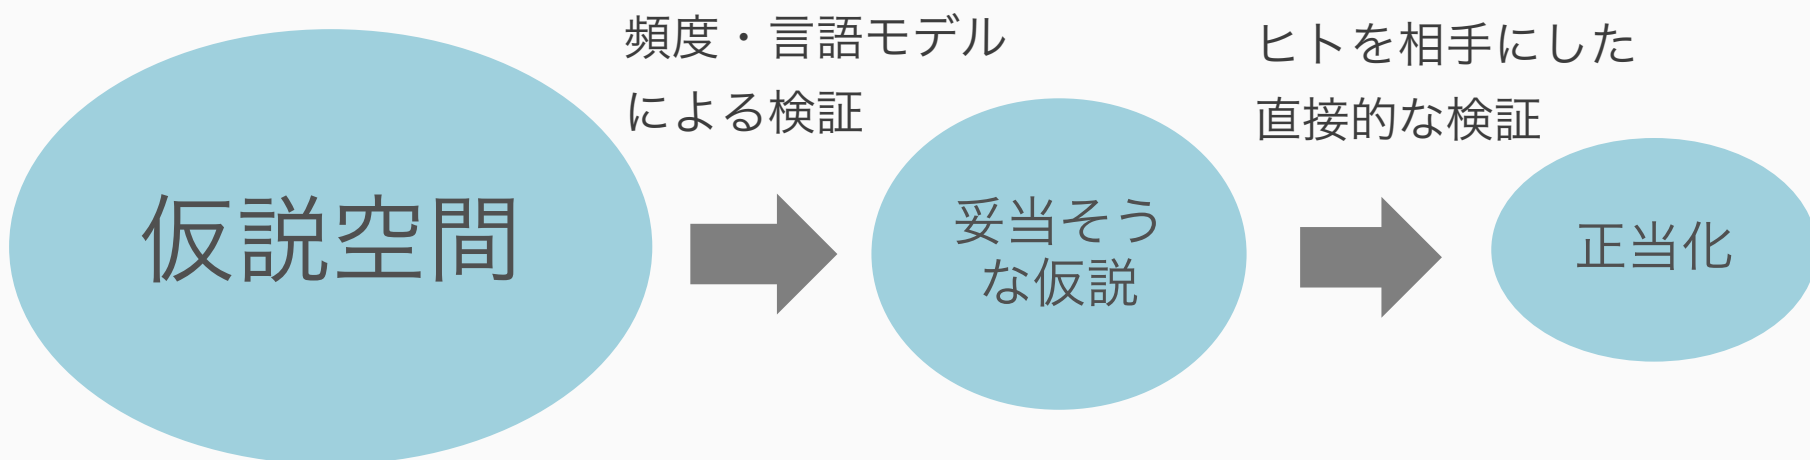 頻度・言語モデル
による検証
ヒトを相手にした
直接的な検証
仮説空間
妥当そう
な仮説
正当化